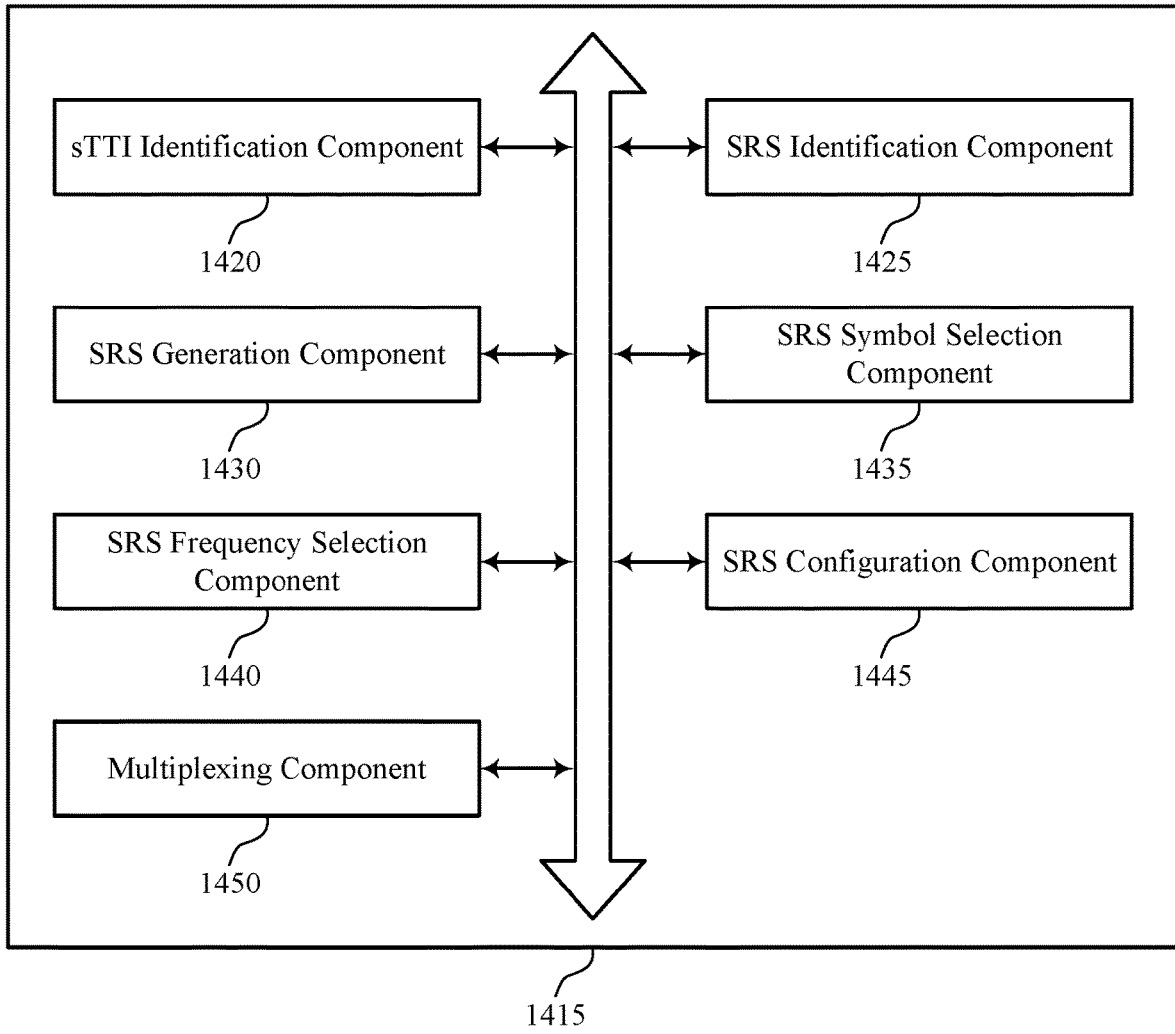 sTTI Identification Component
1420
SRS Identification Component
1425
SRS Generation Component
1430
SRS Symbol Selection
Component
1435
SRS Frequency Selection
Component
1440
SRS Configuration Component
1445
Multiplexing Component
1450
1415